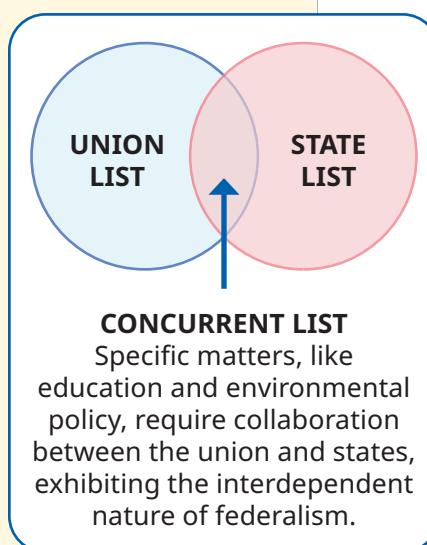 UNION
LIST
STATE
LIST
CONCURRENT LIST
Specific matters, like
education and environmental
policy, require collaboration
between the union and states,
exhibiting the interdependent
nature of federalism.